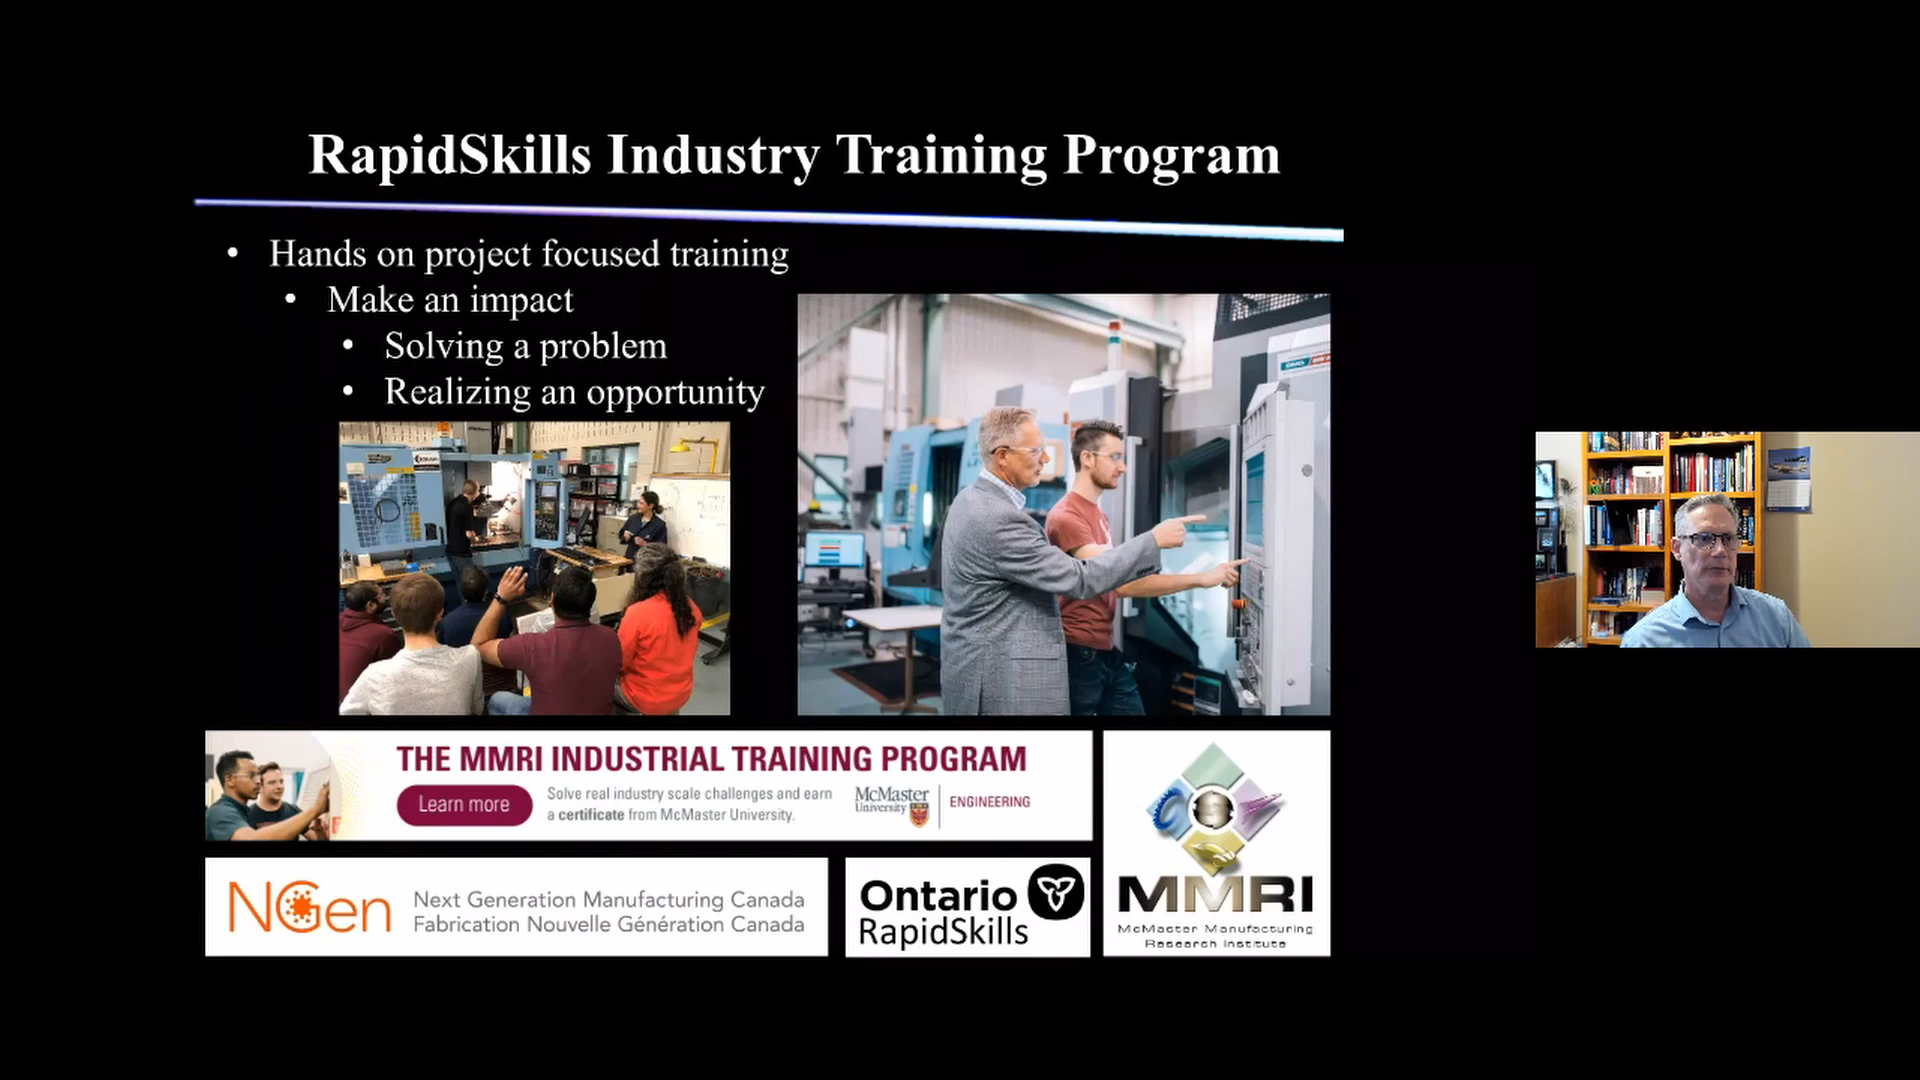 RapidSkills Industry Training Program
• Hands on project focused training
• Make an impact
• Solving a problem
• Realizing an opportunity
THE MMRI INDUSTRIAL TRAINING PROGRAM
Learn more
Solve real industry scale challenges and earn
a certificate from McMaster University.
McMaster
University
ENGINEERING
NGen
Next Generation Manufacturing Canada
Fabrication Nouvelle Génération Canada
Ontario
RapidSkills
MMRI
McMaster Manufacturing
Research Institute